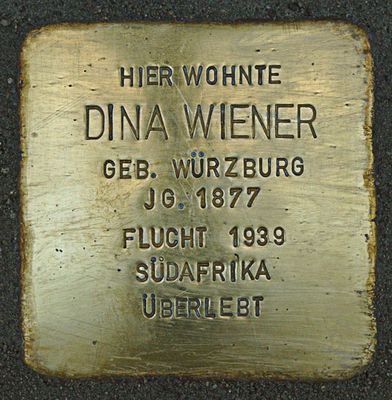 HIER WOHNTE
DINA WIENER
GEB. WÜRZBURG
JG. 1877
FLUCHT 1939
SÜDAFRIKA
ÜBERLEBT